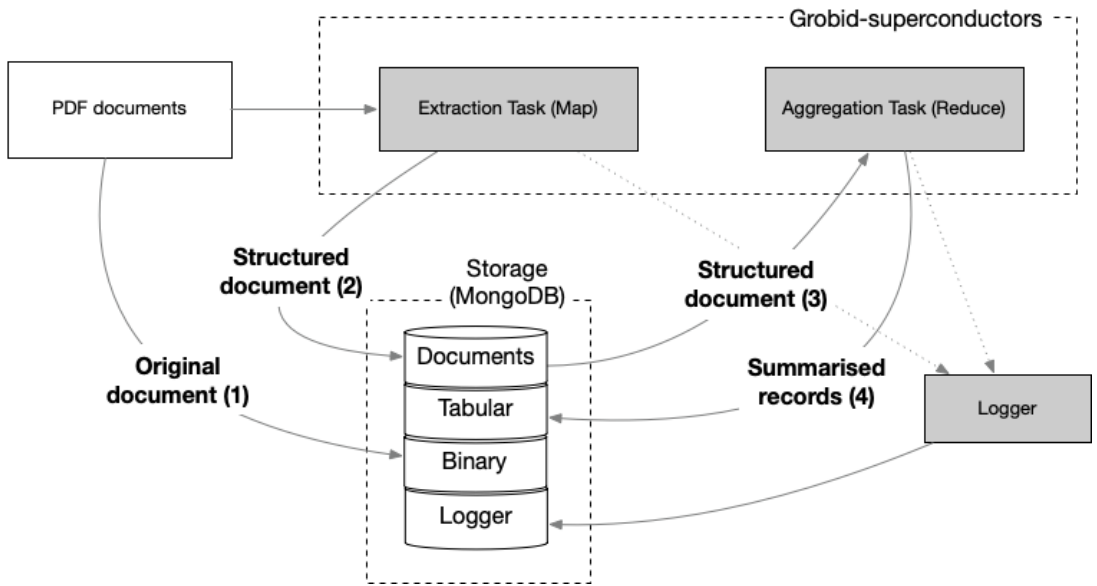 Grobid-superconductors
PDF documents
Extraction Task (Map)
Aggregation Task (Reduce)
Structured
document (2)
Storage
(MongoDB)
Structured
document (3)
Original
document (1)
Documents
Tabular
Binary
Logger
Summarised
records (4)
Logger